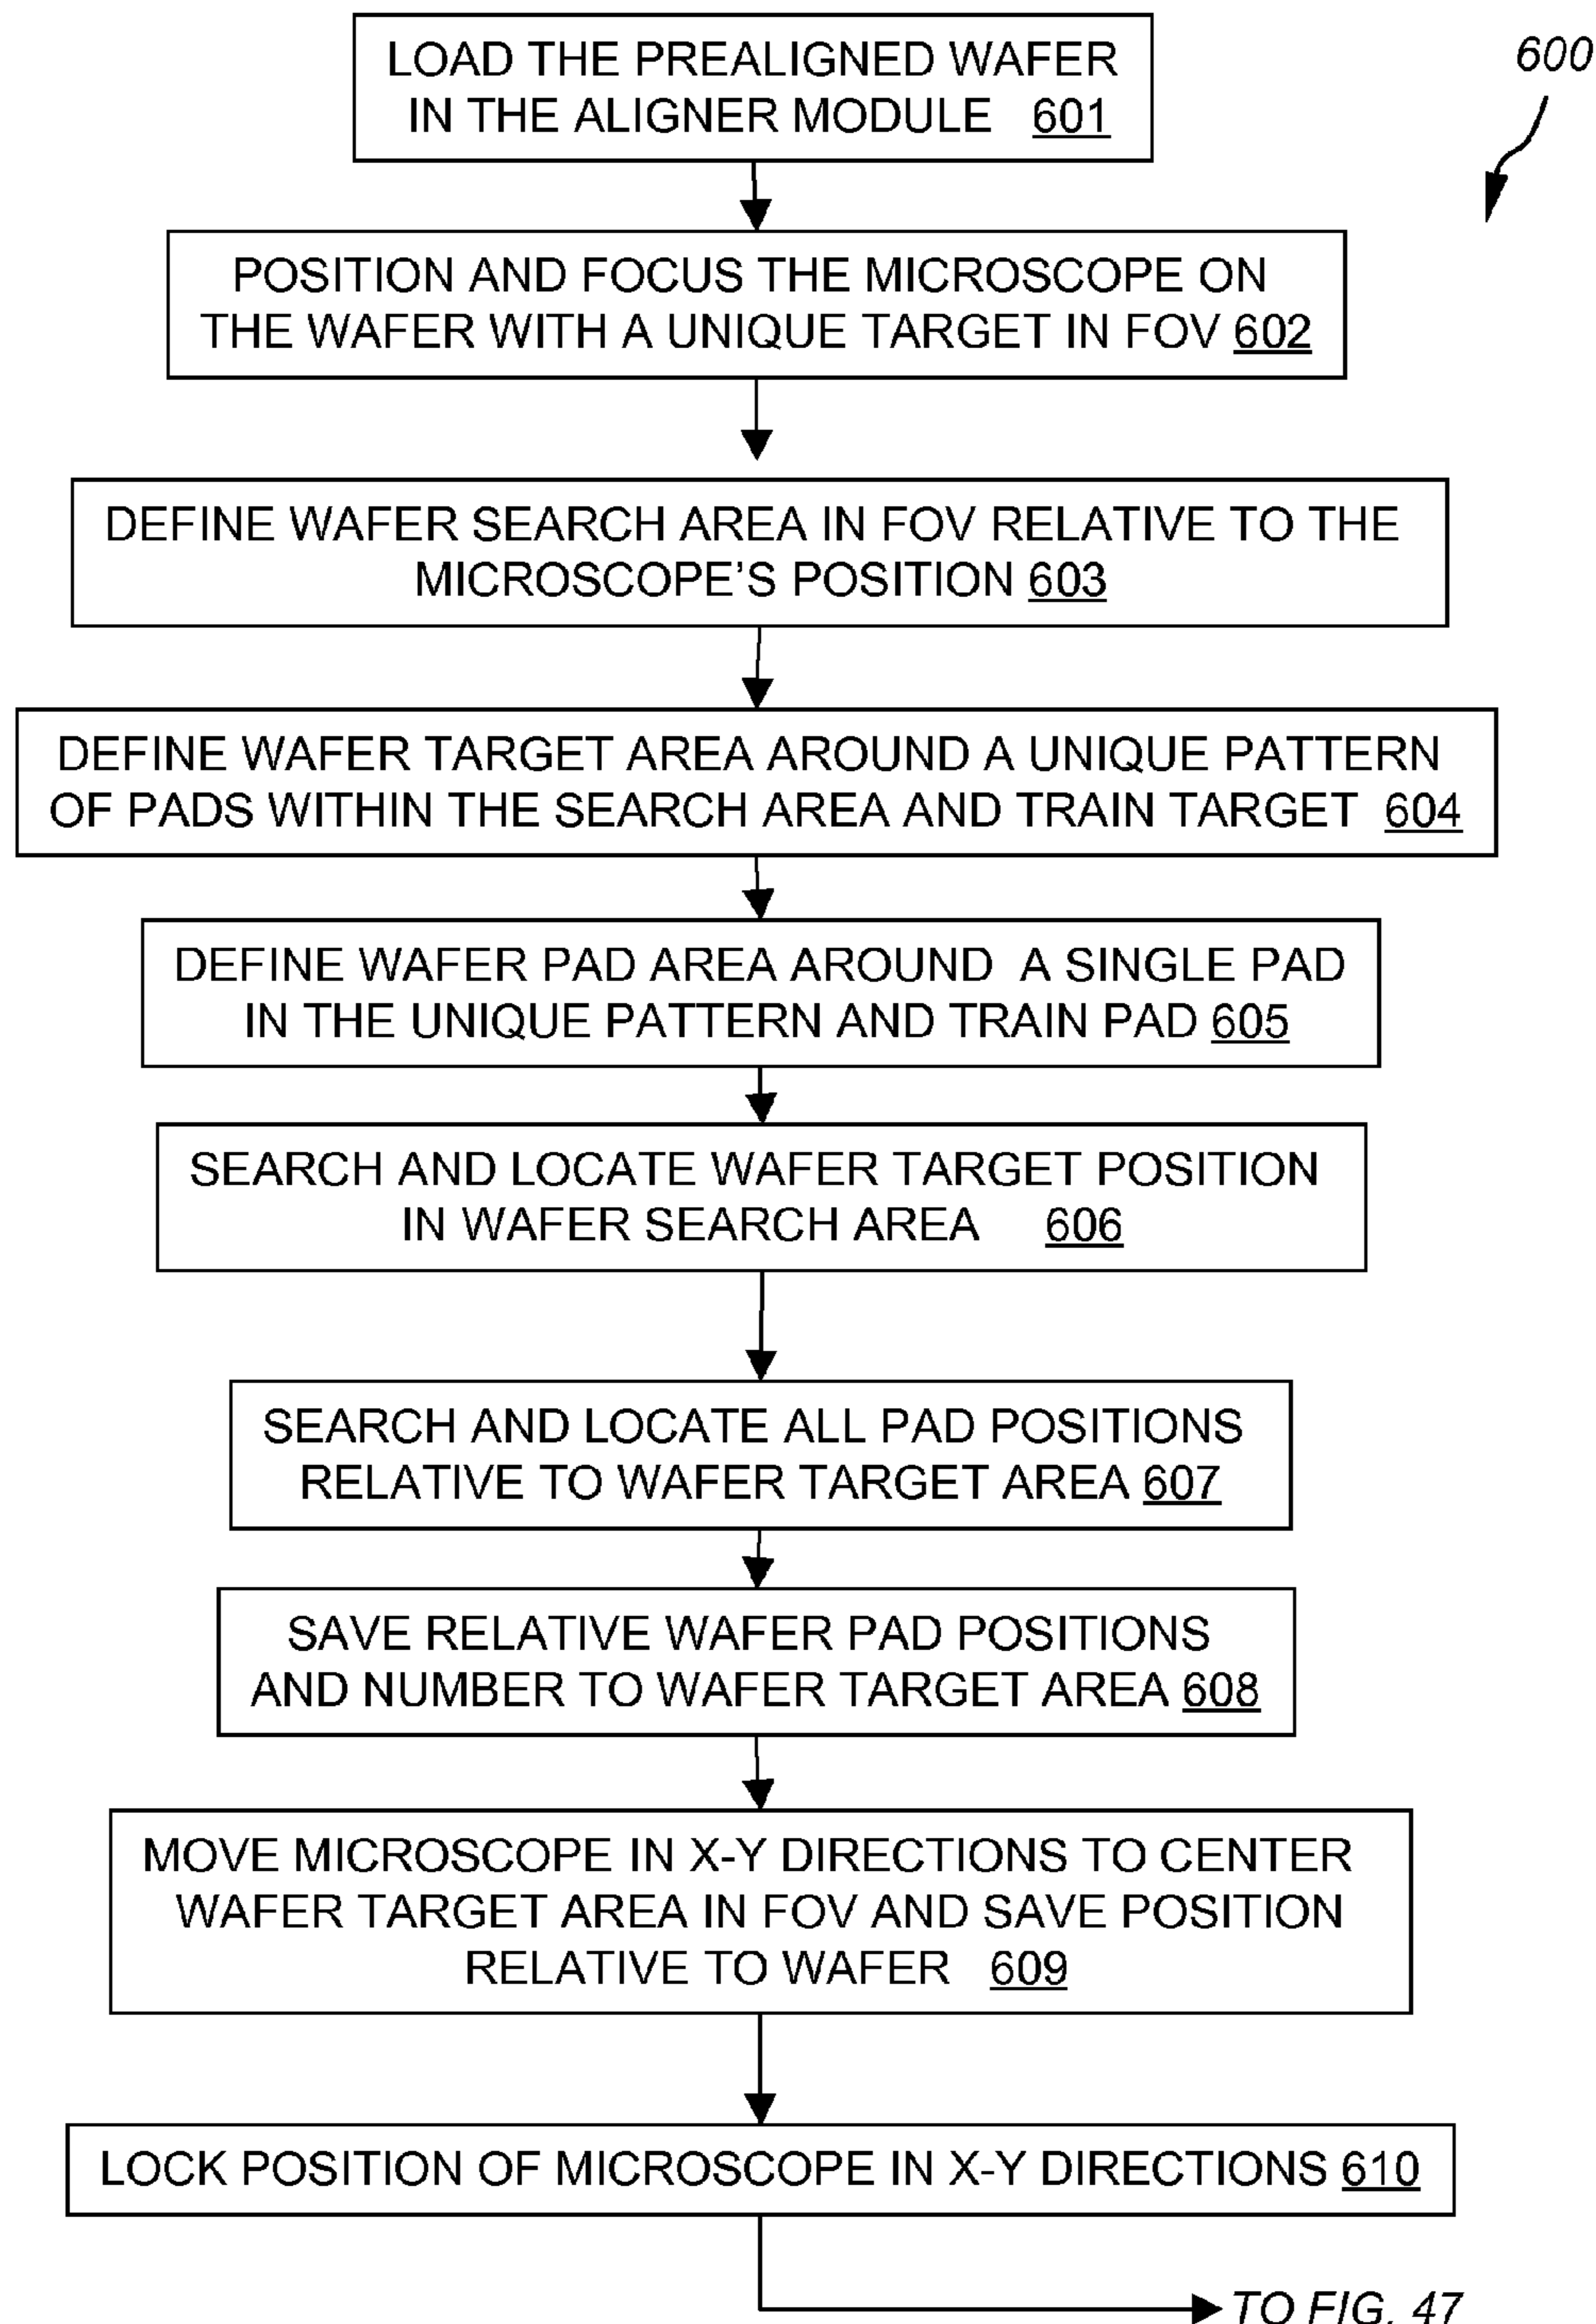 LOAD THE PREALIGNED WAFER
IN THE ALIGNER MODULE 601
600
POSITION AND FOCUS THE MICROSCOPE ON
THE WAFER WITH A UNIQUE TARGET IN FOV 602
DEFINE WAFER SEARCH AREA IN FOV RELATIVE TO THE
MICROSCOPE’S POSITION 603
DEFINE WAFER TARGET AREA AROUND A UNIQUE PATTERN
OF PADS WITHIN THE SEARCH AREA AND TRAIN TARGET 604
DEFINE WAFER PAD AREA AROUND A SINGLE PAD
IN THE UNIQUE PATTERN AND TRAIN PAD 605
SEARCH AND LOCATE WAFER TARGET POSITION
IN WAFER SEARCH AREA 606
SEARCH AND LOCATE ALL PAD POSITIONS
RELATIVE TO WAFER TARGET AREA 607
SAVE RELATIVE WAFER PAD POSITIONS
AND NUMBER TO WAFER TARGET AREA 608
MOVE MICROSCOPE IN X-Y DIRECTIONS TO CENTER
WAFER TARGET AREA IN FOV AND SAVE POSITION
RELATIVE TO WAFER 609
LOCK POSITION OF MICROSCOPE IN X-Y DIRECTIONS 610
TO FIG. 47